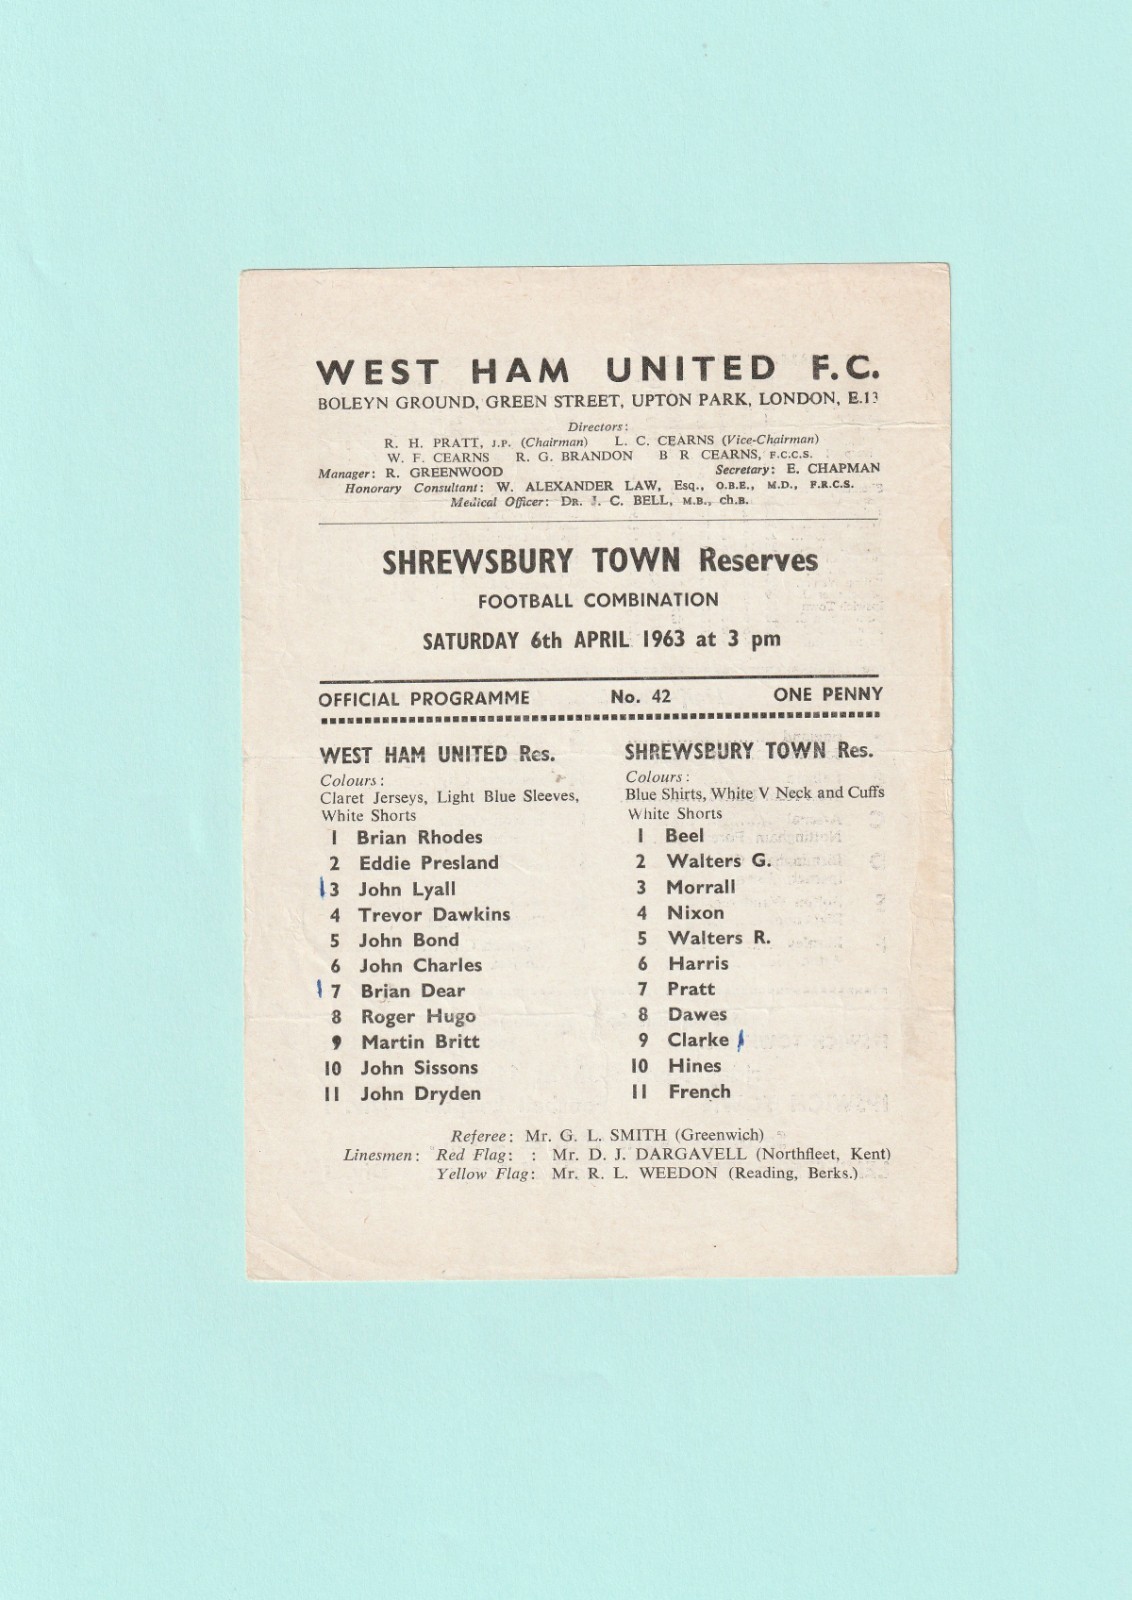 WEST HAM UNITED F.C.
BOLEYN GROUND, GREEN STREET, UPTON PARK, LONDON, E.13
Directors:
R. H. PRATT, J.P. (Chairman) L. C. CEARNS (Vice-Chairman)
W. F. CEARNS R. G. BRANDON B R CEARNS, F.C.C.S.
Manager: R. GREENWOOD Secretary: E. CHAPMAN
Honorary Consultant: W. ALEXANDER LAW, Esq., O.B.E., M.D., F.R.C.S.
Medical Officer: DR. J. C. BELL, M.B., ch.B.
SHREWSBURY TOWN Reserves
FOOTBALL COMBINATION
SATURDAY 6th APRIL 1963 at 3 pm
OFFICIAL PROGRAMME No. 42 ONE PENNY
WEST HAM UNITED Res.
Colours:
Claret Jerseys, Light Blue Sleeves,
White Shorts
1 Brian Rhodes
2 Eddie Presland
3 John Lyall
4 Trevor Dawkins
5 John Bond
6 John Charles
7 Brian Dear
8 Roger Hugo
9 Martin Britt
10 John Sissons
11 John Dryden
SHREWSBURY TOWN Res.
Colours:
Blue Shirts, White V Neck and Cuffs
White Shorts
1 Beel
2 Walters G.
3 Morrall
4 Nixon
5 Walters R.
6 Harris
7 Pratt
8 Dawes
9 Clarke
10 Hines
11 French
Referee: Mr. G. L. SMITH (Greenwich)
Linesmen: Red Flag: : Mr. D. J. DARGAVELL (Northfleet, Kent)
Yellow Flag: Mr. R. L. WEEDON (Reading, Berks.)